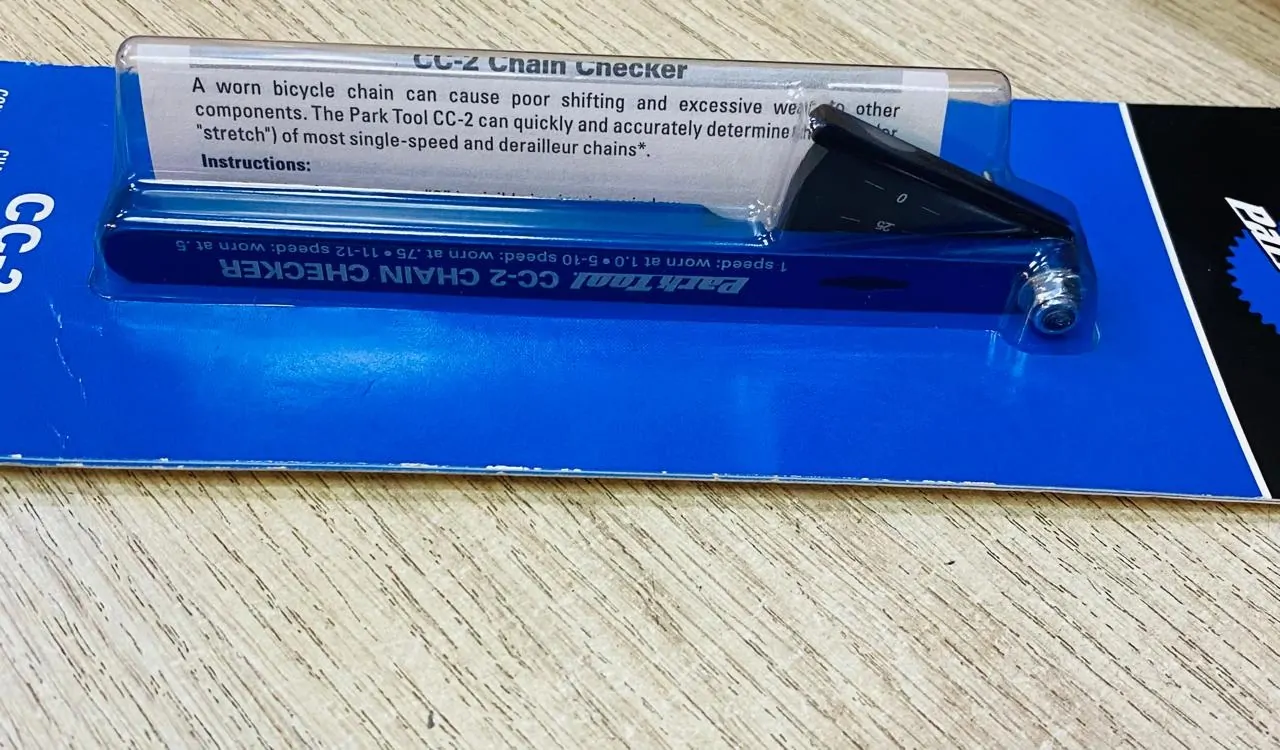 CC-2 Chain Checker
A worn bicycle chain can cause poor shifting and excessive wear to other
components. The Park Tool CC-2 can quickly and accurately determine
"stretch") of most single-speed and derailleur chains*.
Instructions:
0
.25
1 speed: worn at 1.0 • 5-10 speed: worn at .75 • 11-12 speed: worn at .5
Park Tool CC-2 CHAIN CHECKER
CC-2